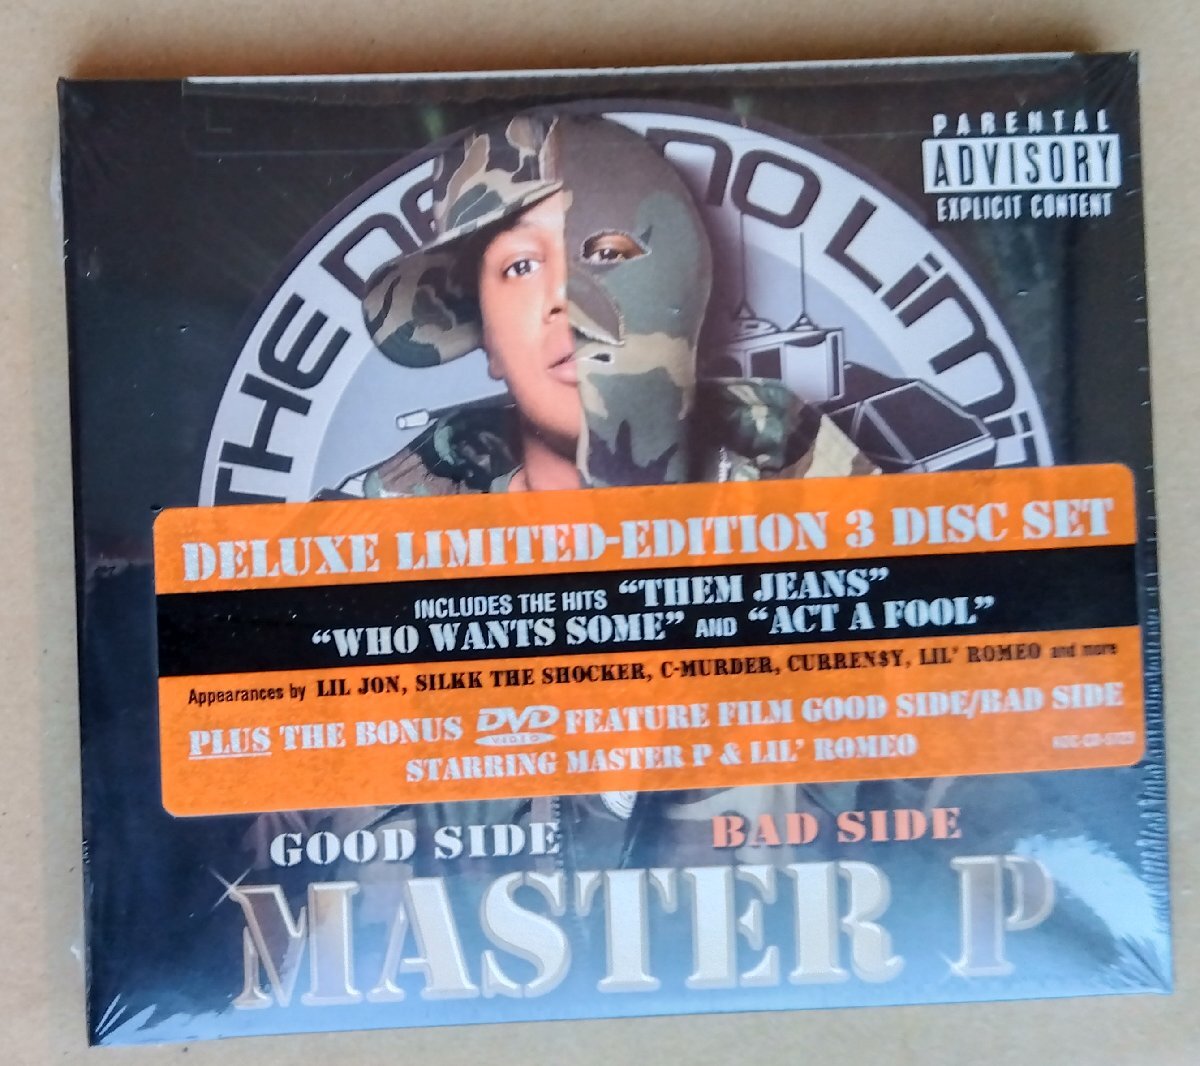 PARENTAL
ADVISORY
EXPLICIT CONTENT
THE NO LIMIT
DELUXE LIMITED-EDITION 3 DISC SET
INCLUDES THE HITS “THEM JEANS”
“WHO WANTS SOME” AND “ACT A FOOL”
Appearances by LIL JON, SILKK THE SHOCKER, C-MURDER, CURREN$Y, LIL’ ROMEO and more
PLUS THE BONUS DVD VIDEO FEATURE FILM GOOD SIDE/BAD SIDE
STARRING MASTER P & LIL’ ROMEO
GOOD SIDE BAD SIDE
MASTER P